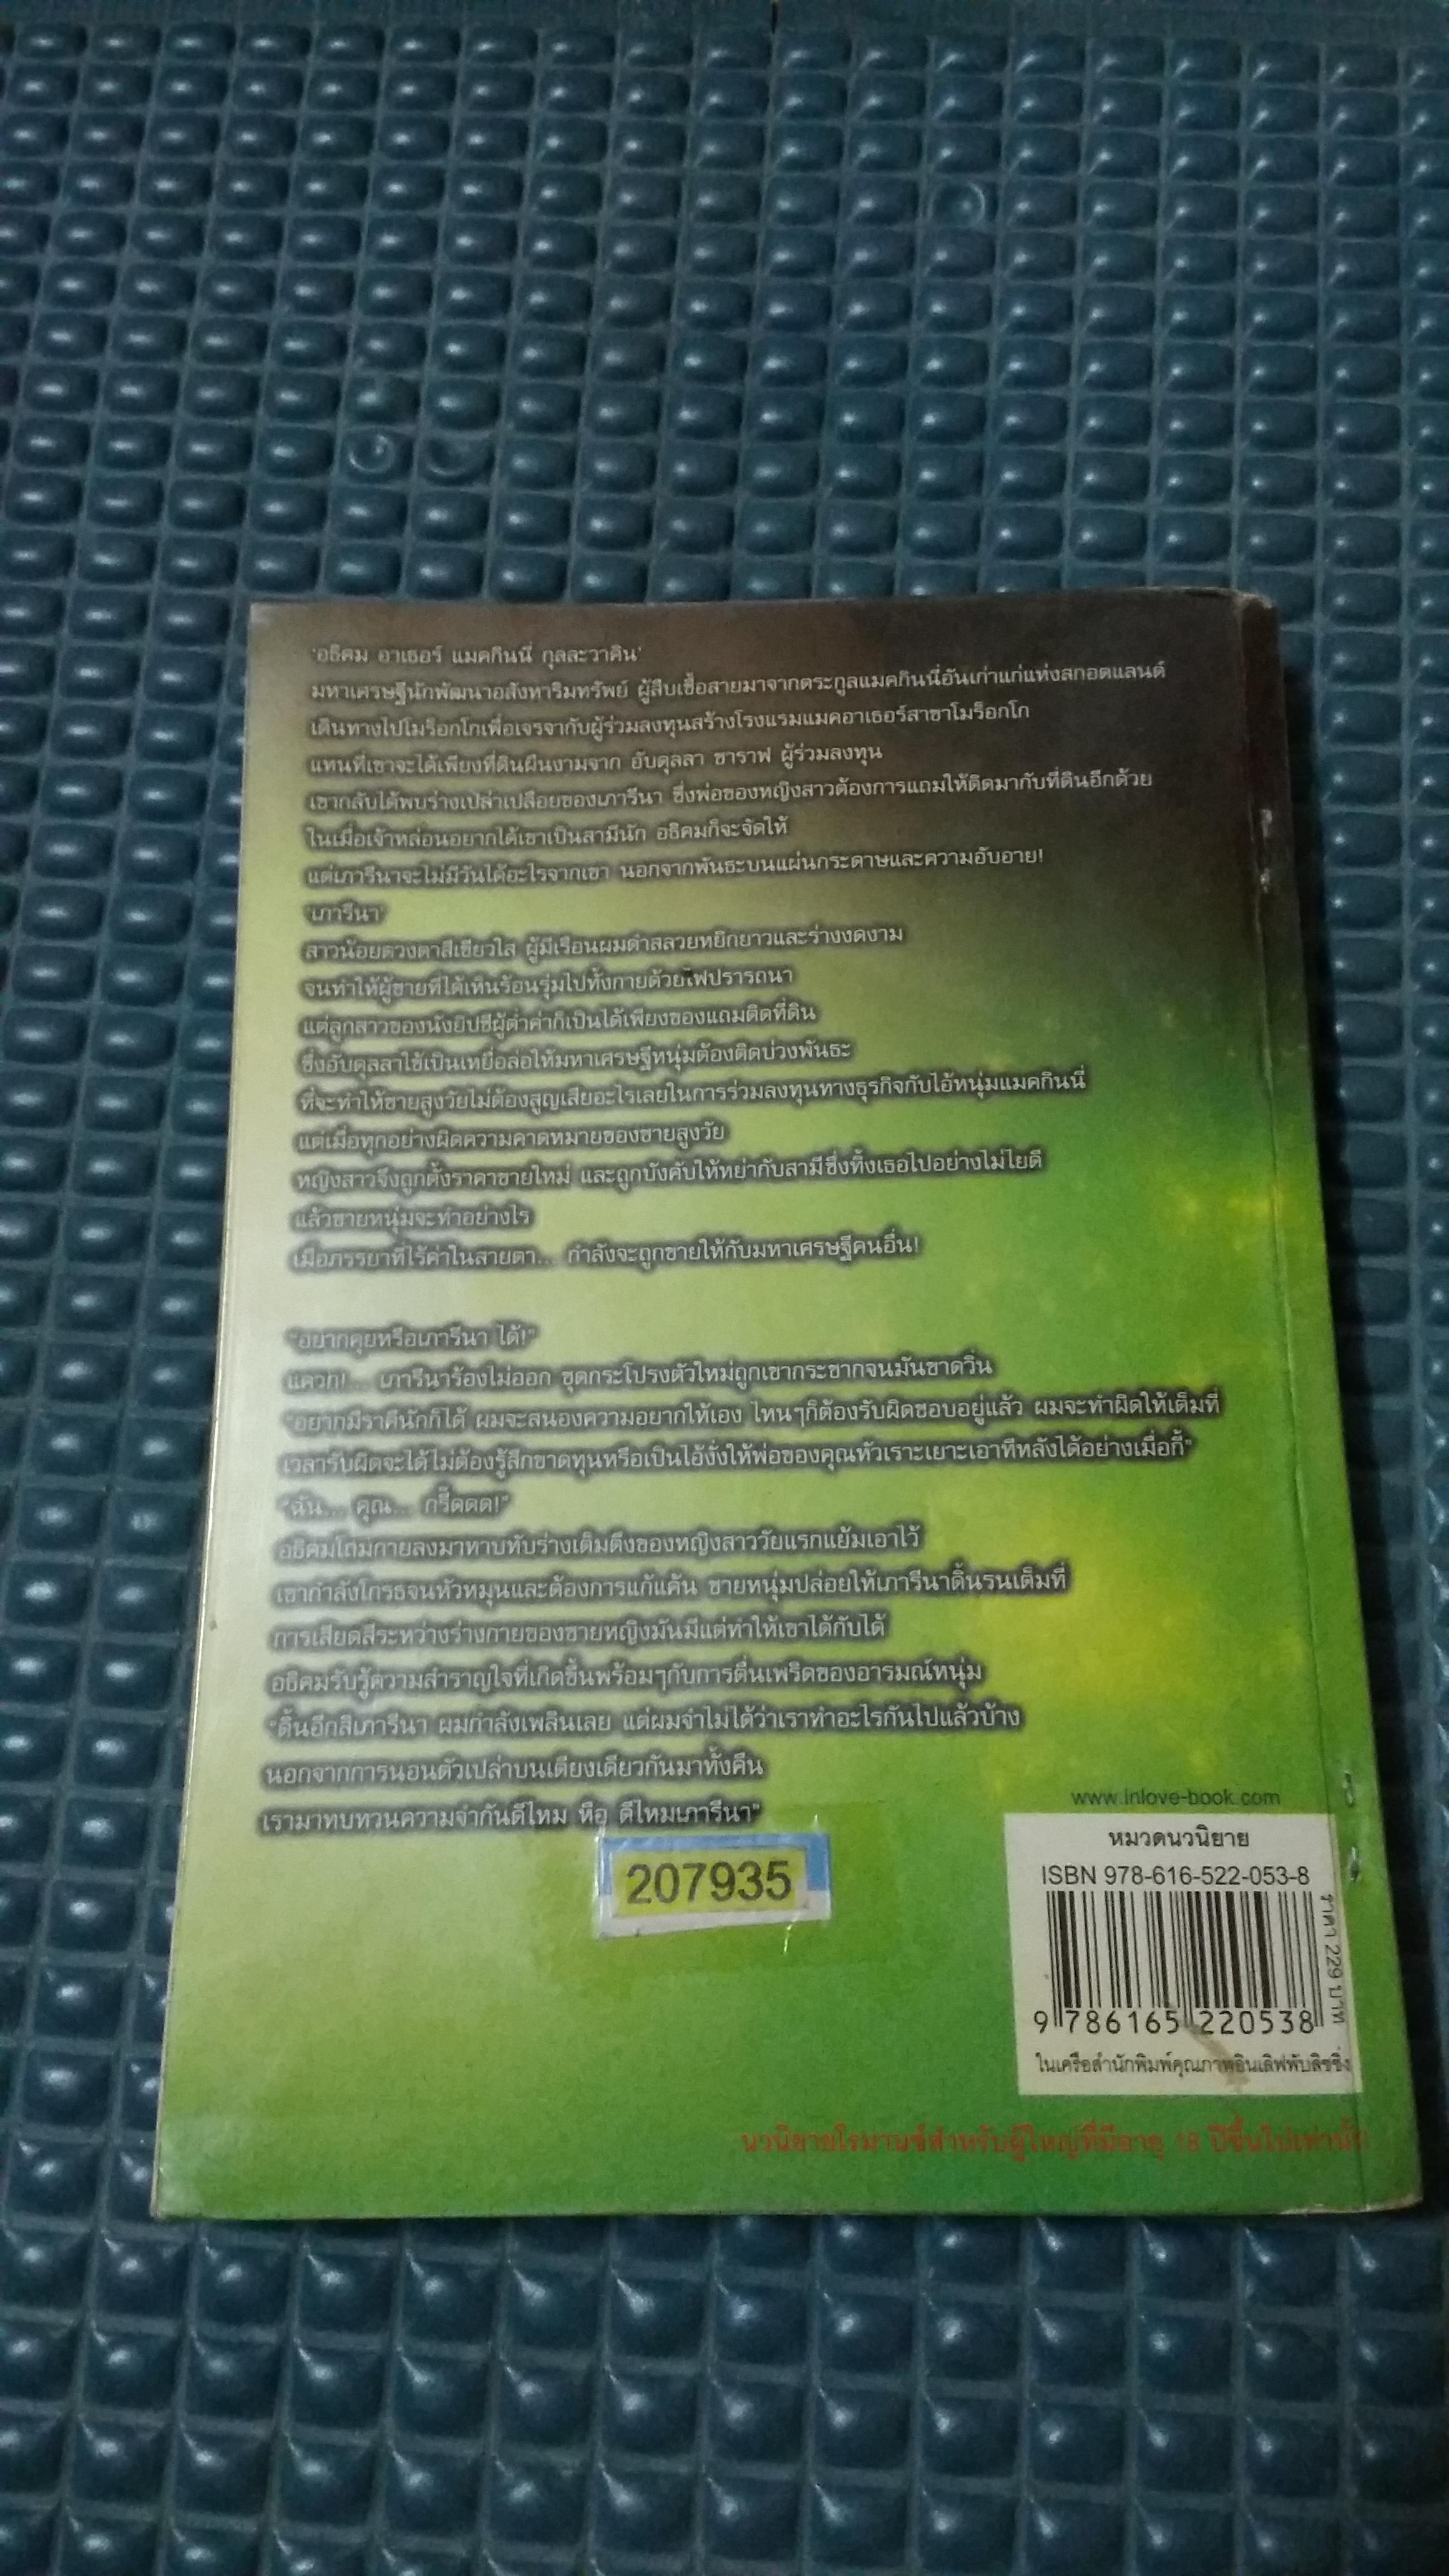 'อธิคม อาเธอร์ แมคกินนี่ กุลละวาคิน'
มหาเศรษฐีนักพัฒนาอสังหาริมทรัพย์ ผู้สืบเชื้อสายมาจากตระกูลแมคกินนี่อันเก่าแก่แห่งสกอตแลนด์
เดินทางไปโมร็อกโกเพื่อเจรจากับผู้ร่วมลงทุนสร้างโรงแรมแมคอาเธอร์สาขาโมร็อกโก
แทนที่เขาจะได้เพียงที่ดินผืนงามจาก อับดุลลา ซาราฟ ผู้ร่วมลงทุน
เขากลับได้พบร่างเปล่าเปลือยของเภารีนา ซึ่งพ่อของหญิงสาวต้องการแถมให้ติดมากับที่ดินอีกด้วย
ในเมื่อเจ้าหล่อนอยากได้เขาเป็นสามีนัก อธิคมก็จะจัดให้
แต่เภารีนาจะไม่มีวันได้อะไรจากเขา นอกจากพันธะบนแผ่นกระดาษและความอับอาย!
'เภารีนา'
สาวน้อยดวงตาสีเขียวใส ผู้มีเรือนผมดำสลวยหยิกยาวและร่างงดงาม
จนทำให้ผู้ชายที่ได้เห็นร้อนรุ่มไปทั้งกายด้วยไฟปรารถนา
แต่ลูกสาวของนังยิปซีผู้ต่ำค่าก็เป็นได้เพียงของแถมติดที่ดิน
ซึ่งอับดุลลาใช้เป็นเหยื่อล่อให้มหาเศรษฐีหนุ่มต้องติดบ่วงพันธะ
ที่จะทำให้ชายสูงวัยไม่ต้องสูญเสียอะไรเลยในการร่วมลงทุนทางธุรกิจกับไอ้หนุ่มแมคกินนี่
แต่เมื่อทุกอย่างผิดความคาดหมายของชายสูงวัย
หญิงสาวจึงถูกตั้งราคาขายใหม่ และถูกบังคับให้หย่ากับสามีซึ่งทิ้งเธอไปอย่างไม่ไยดี
แล้วชายหนุ่มจะทำอย่างไร
เมื่อภรรยาที่ไร้ค่าในสายตา... กำลังจะถูกขายให้กับมหาเศรษฐีคนอื่น!
"อยากคุยหรือเภารีนา ได้!"
แควก!... เภารีนาร้องไม่ออก ชุดกระโปรงตัวใหม่ถูกเขากระชากจนมันขาดวิ่น
"อยากมีราคีนักก็ได้ ผมจะสนองความอยากให้เอง ไหนๆก็ต้องรับผิดชอบอยู่แล้ว ผมจะทำผิดให้เต็มที่
เวลารับผิดจะได้ไม่ต้องรู้สึกขาดทุนหรือเป็นไอ้งั่งให้พ่อของคุณหัวเราะเยาะเอาทีหลังได้อย่างเมื่อกี้"
"ฉัน... คุณ... กรี๊ดดด!"
อธิคมโถมกายลงมาทาบทับร่างเต็มตึงของหญิงสาววัยแรกแย้มเอาไว้
เขากำลังโกรธจนหัวหมุนและต้องการแก้แค้น ชายหนุ่มปล่อยให้เภารีนาดิ้นรนเต็มที่
การเสียดสีระหว่างร่างกายของชายหญิงมันมีแต่ทำให้เขาได้กับได้
อธิคมรับรู้ความสำราญใจที่เกิดขึ้นพร้อมๆกับการตื่นเพริดของอารมณ์หนุ่ม
"ดิ้นอีกสิเภารีนา ผมกำลังเพลินเลย แต่ผมจำไม่ได้ว่าเราทำอะไรกันไปแล้วบ้าง
นอกจากการนอนตัวเปล่าบนเตียงเดียวกันมาทั้งคืน
เรามาทบทวนความจำกันดีไหม หือ ดีไหมเภารีนา"
207935
www.inlove-book.com
หมวดนวนิยาย
ISBN 978-616-522-053-8
ราคา 229 บาท
9 786165 220538
ในเครือสำนักพิมพ์คุณภาพอินเลิฟพับลิชชิ่ง
นวนิยายโรมานซ์สำหรับผู้ใหญ่ที่มีอายุ 18 ปีขึ้นไปเท่านั้น